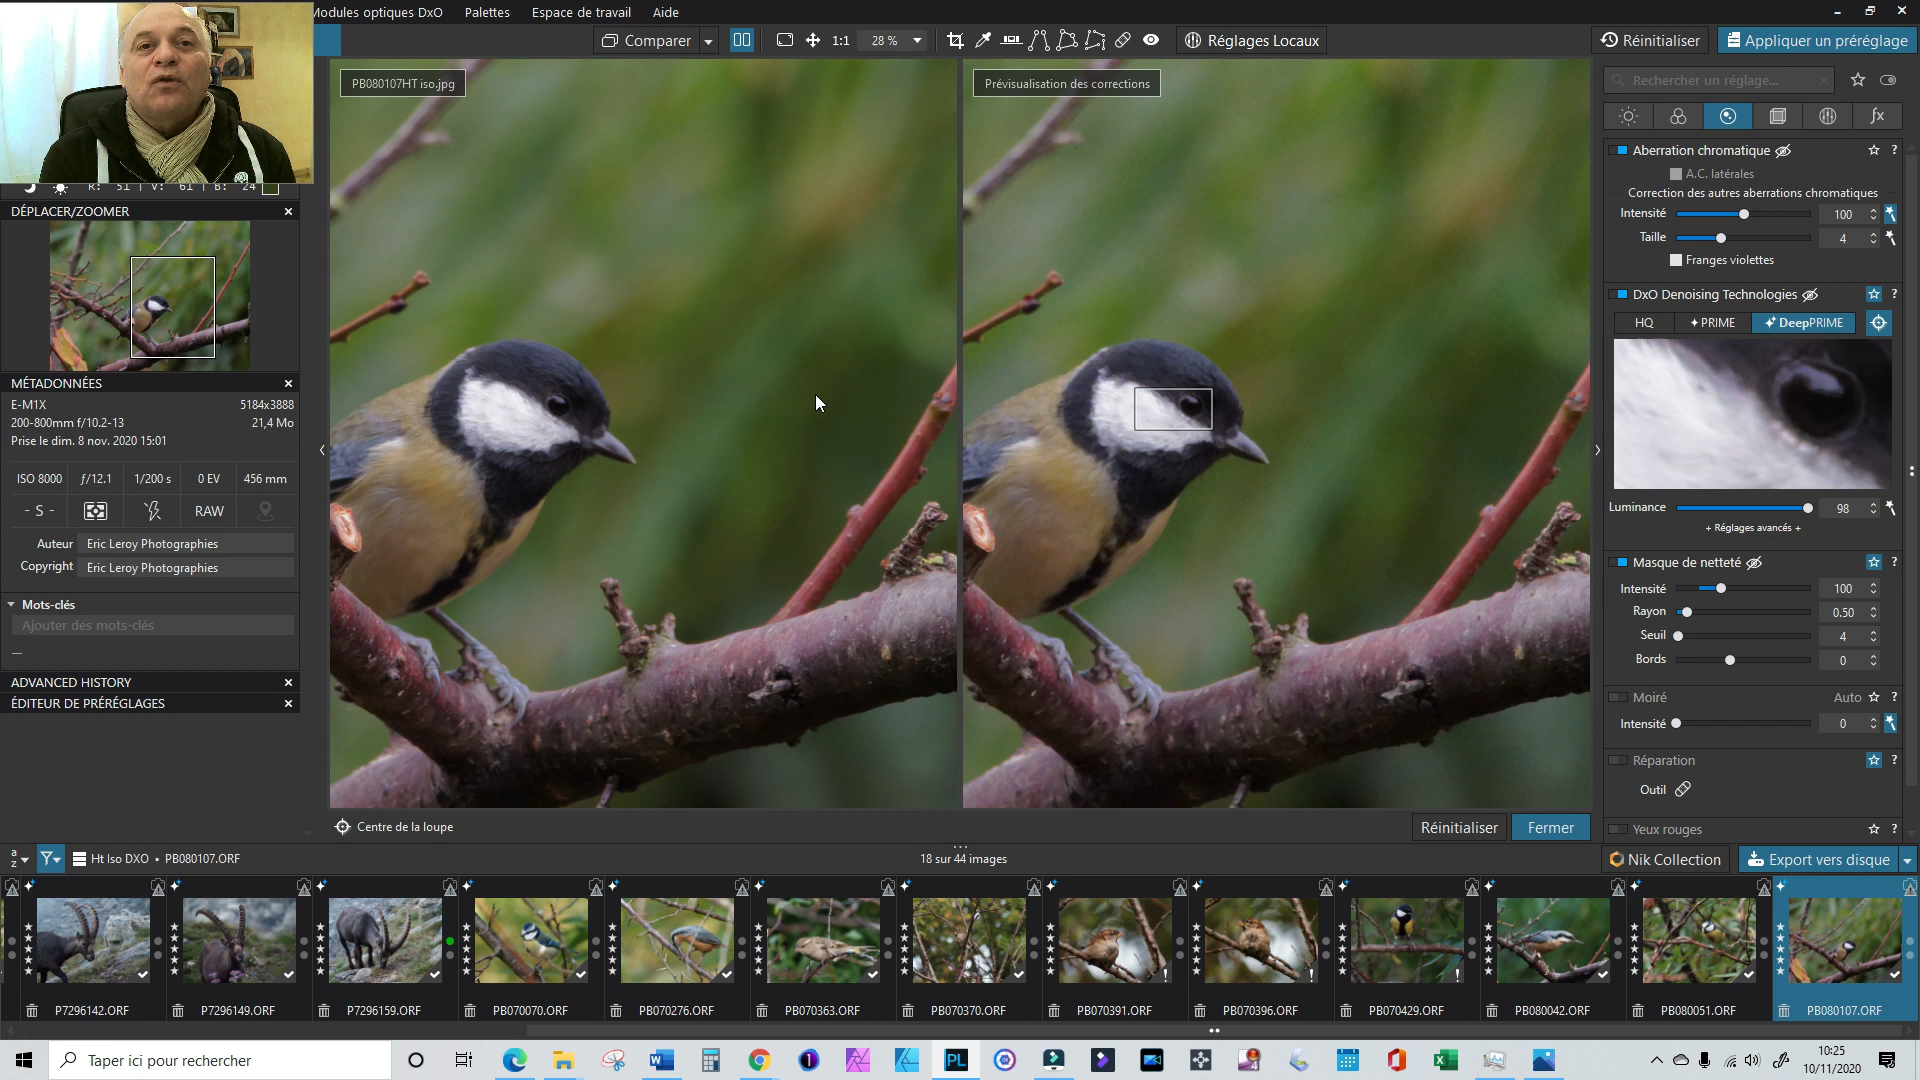 Modules optiques DxO Palettes Espace de travail Aide
Comparer 1:1 28 % Réglages Locaux Réinitialiser Appliquer un préréglage
PB080107HT iso.jpg
Prévisualisation des corrections
Rechercher un réglage...
fx
R: 51 | V: 61 | B: 24
DÉPLACER/ZOOMER
MÉTADONNÉES
E-M1X 5184x3888
200-800mm f/10.2-13 21,4 Mo
Prise le dim. 8 nov. 2020 15:01
ISO 8000 ƒ/12.1 1/200 s 0 EV 456 mm
- S - RAW
Auteur Eric Leroy Photographies
Copyright Eric Leroy Photographies
Mots-clés
Ajouter des mots-clés
—
ADVANCED HISTORY
ÉDITEUR DE PRÉRÉGLAGES
Aberration chromatique ?
A.C. latérales
Correction des autres aberrations chromatiques
Intensité 100
Taille 4
Franges violettes
DxO Denoising Technologies ?
HQ PRIME DeepPRIME
Luminance 98
+ Réglages avancés +
Masque de netteté ?
Intensité 100
Rayon 0.50
Seuil 4
Bords 0
Moiré Auto ?
Intensité 0
Réparation ?
Outil
Yeux rouges ?
Centre de la loupe Réinitialiser Fermer
Ht Iso DXO • PB080107.ORF 18 sur 44 images Nik Collection Export vers disque
P7296142.ORF P7296149.ORF P7296159.ORF PB070070.ORF PB070276.ORF PB070363.ORF PB070370.ORF PB070391.ORF PB070396.ORF PB070429.ORF PB080042.ORF PB080051.ORF PB080107.ORF
Taper ici pour rechercher
PL
10:25
10/11/2020